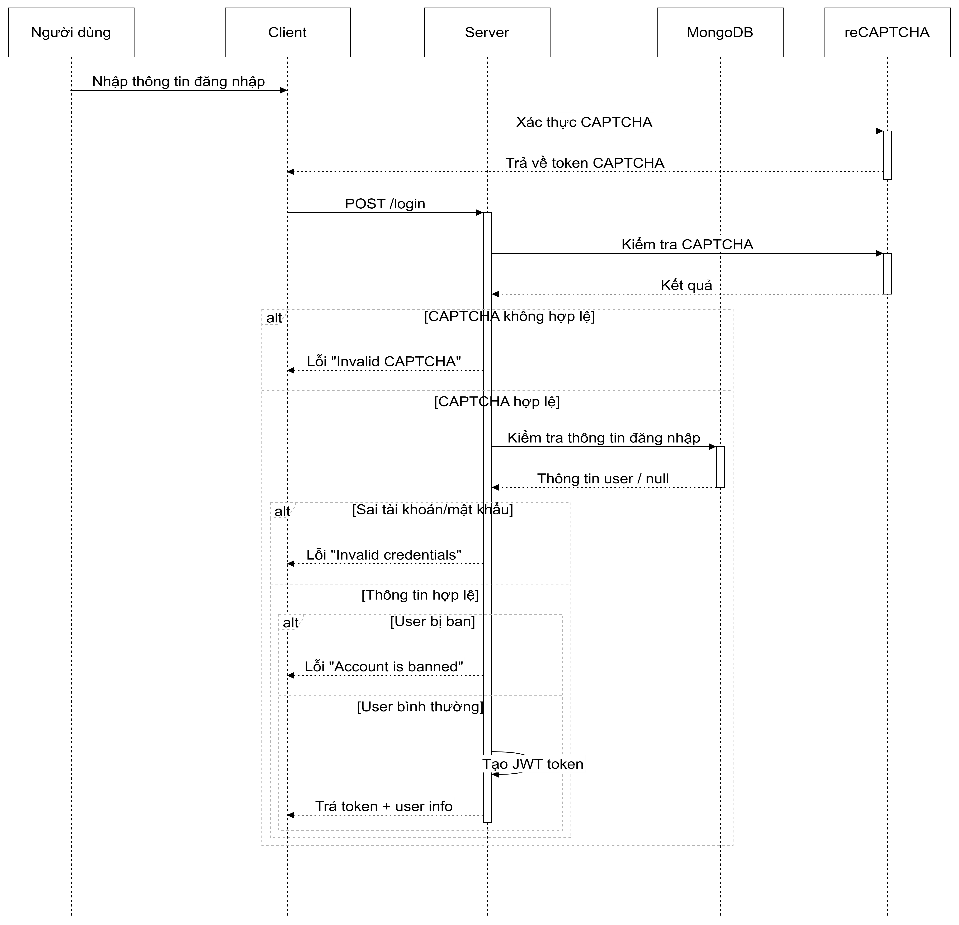 Người dùng
Client
Server
MongoDB
reCAPTCHA
Nhập thông tin đăng nhập
Xác thực CAPTCHA
Trả về token CAPTCHA
POST /login
Kiểm tra CAPTCHA
Kết quả
alt
[CAPTCHA không hợp lệ]
Lỗi "Invalid CAPTCHA"
[CAPTCHA hợp lệ]
Kiểm tra thông tin đăng nhập
Thông tin user / null
alt
[Sai tài khoản/mật khẩu]
Lỗi "Invalid credentials"
[Thông tin hợp lệ]
alt
[User bị ban]
Lỗi "Account is banned"
[User bình thường]
Tạo JWT token
Trả token + user info